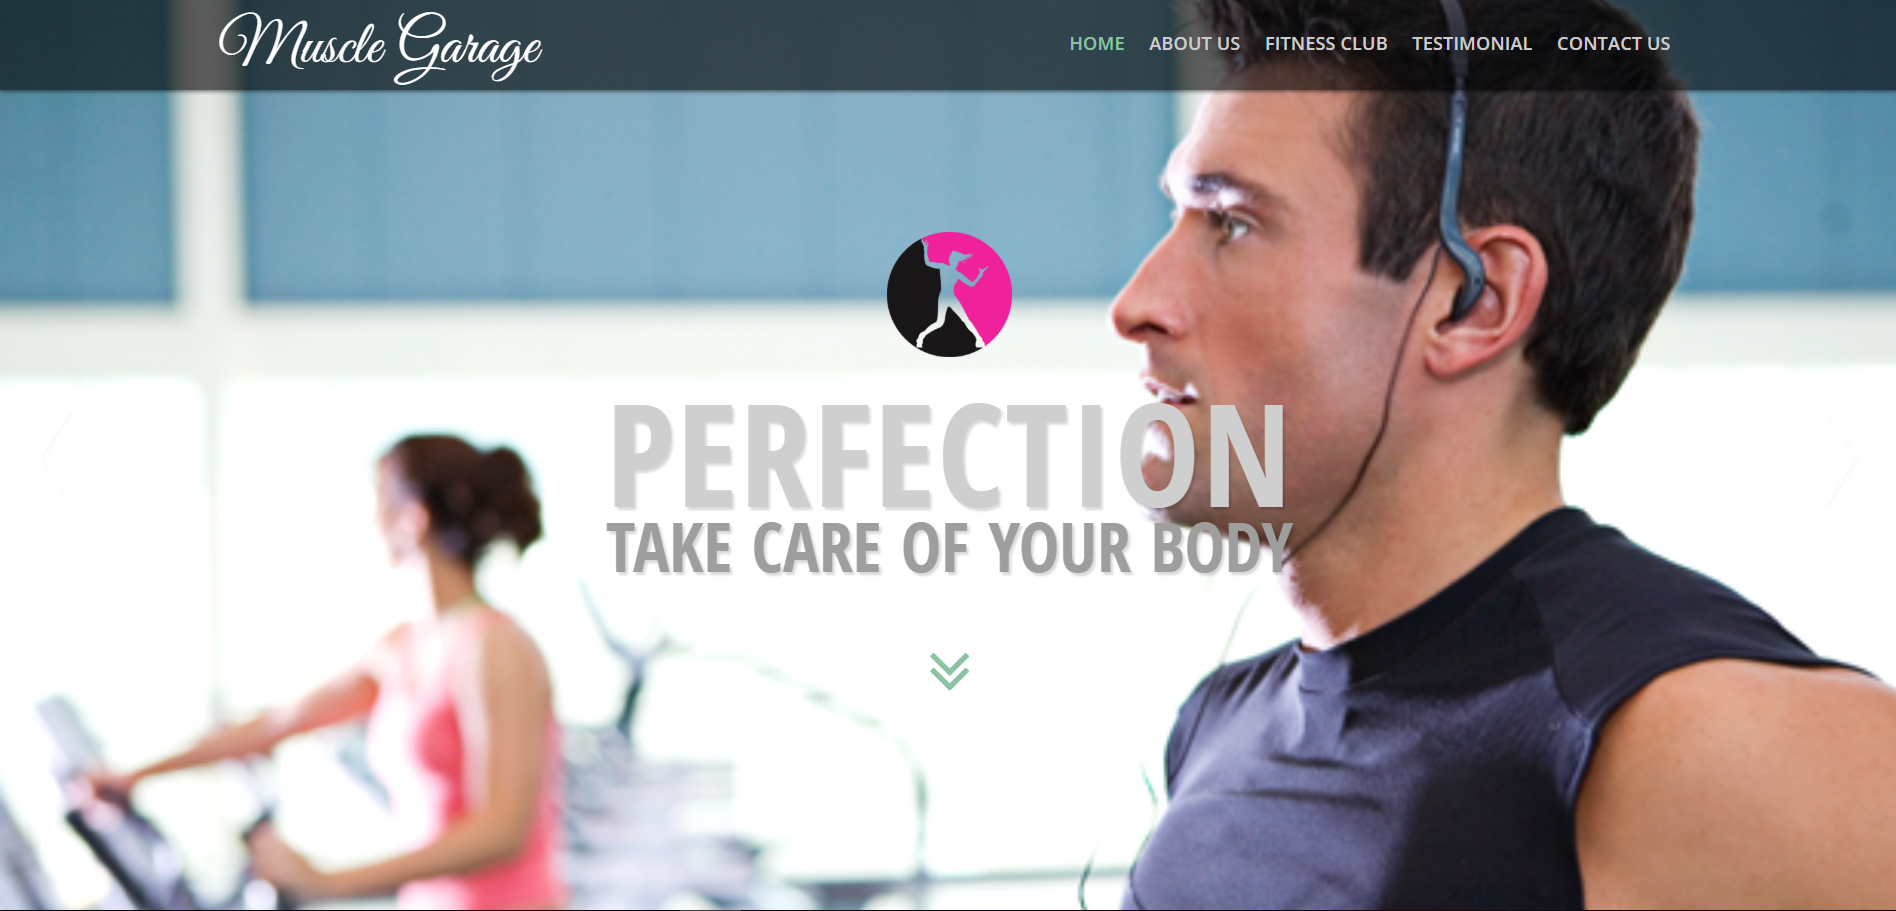 Muscle Garage
HOME ABOUT US FITNESS CLUB TESTIMONIAL CONTACT US
PERFECTION
TAKE CARE OF YOUR BODY